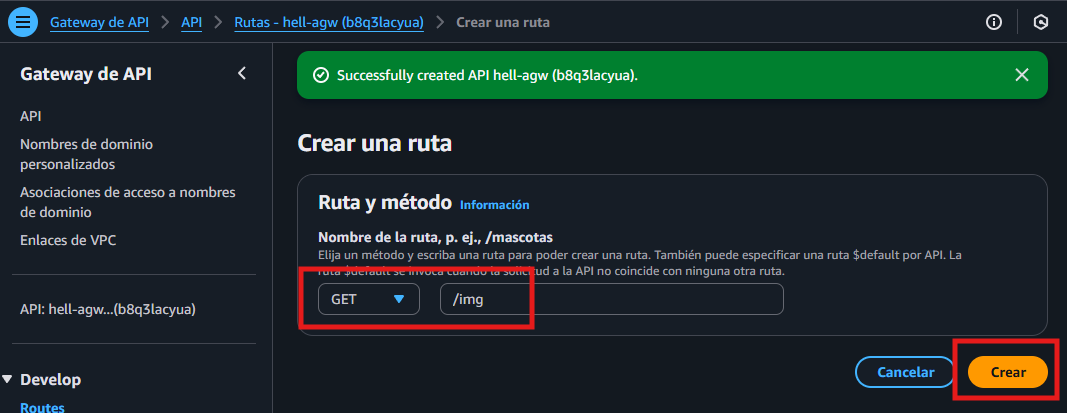 Gateway de API > API > Rutas - hell-agw (b8q3lacyua) > Crear una ruta
Gateway de API
API
Nombres de dominio
personalizados
Asociaciones de acceso a nombres
de dominio
Enlaces de VPC
API: hell-agw...(b8q3lacyua)
Develop
Routes
Successfully created API hell-agw (b8q3lacyua).
Crear una ruta
Ruta y método Información
Nombre de la ruta, p. ej., /mascotas
Elija un método y escriba una ruta para poder crear una ruta. También puede especificar una ruta $default por API. La
ruta $default se invoca cuando la solicitud a la API no coincide con ninguna otra ruta.
GET /img
Cancelar Crear